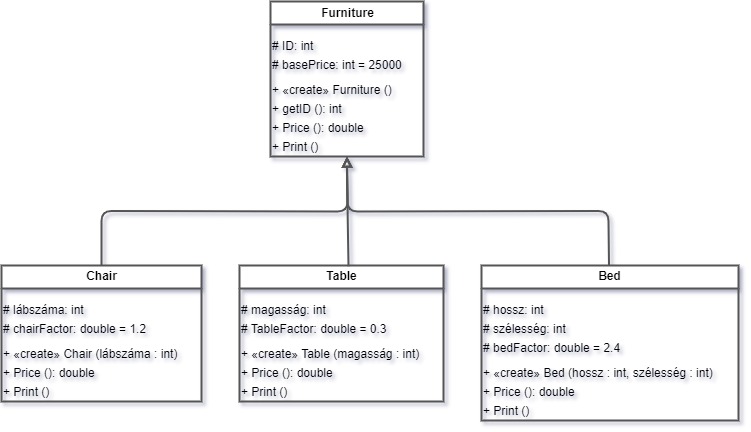 Furniture
# ID: int
# basePrice: int = 25000
+ «create» Furniture ()
+ getID (): int
+ Price (): double
+ Print ()
Chair
# lábszáma: int
# chairFactor: double = 1.2
+ «create» Chair (lábszáma : int)
+ Price (): double
+ Print ()
Table
# magasság: int
# TableFactor: double = 0.3
+ «create» Table (magasság : int)
+ Price (): double
+ Print ()
Bed
# hossz: int
# szélesség: int
# bedFactor: double = 2.4
+ «create» Bed (hossz : int, szélesség : int)
+ Price (): double
+ Print ()